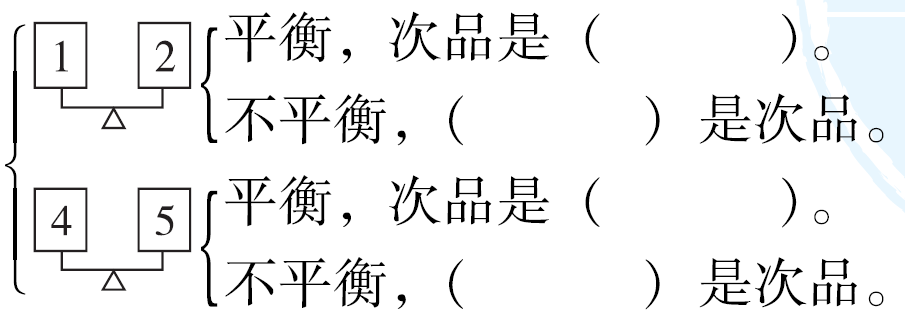 1 2 平衡，次品是（ ）。
不平衡，（ ）是次品。
4 5 平衡，次品是（ ）。
不平衡，（ ）是次品。